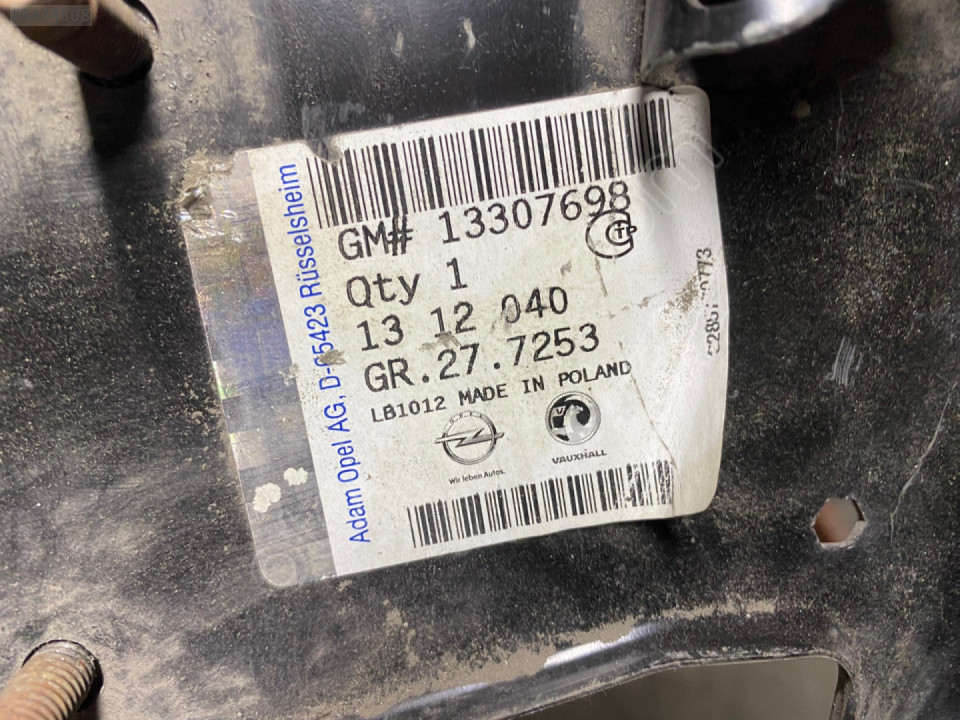 GM# 13307698
Qty 1
13 12 040
GR.27.7253
LB1012 MADE IN POLAND
OPEL
Wir leben Autos.
VAUXHALL
Adam Opel AG, D-65423 Rüsselsheim